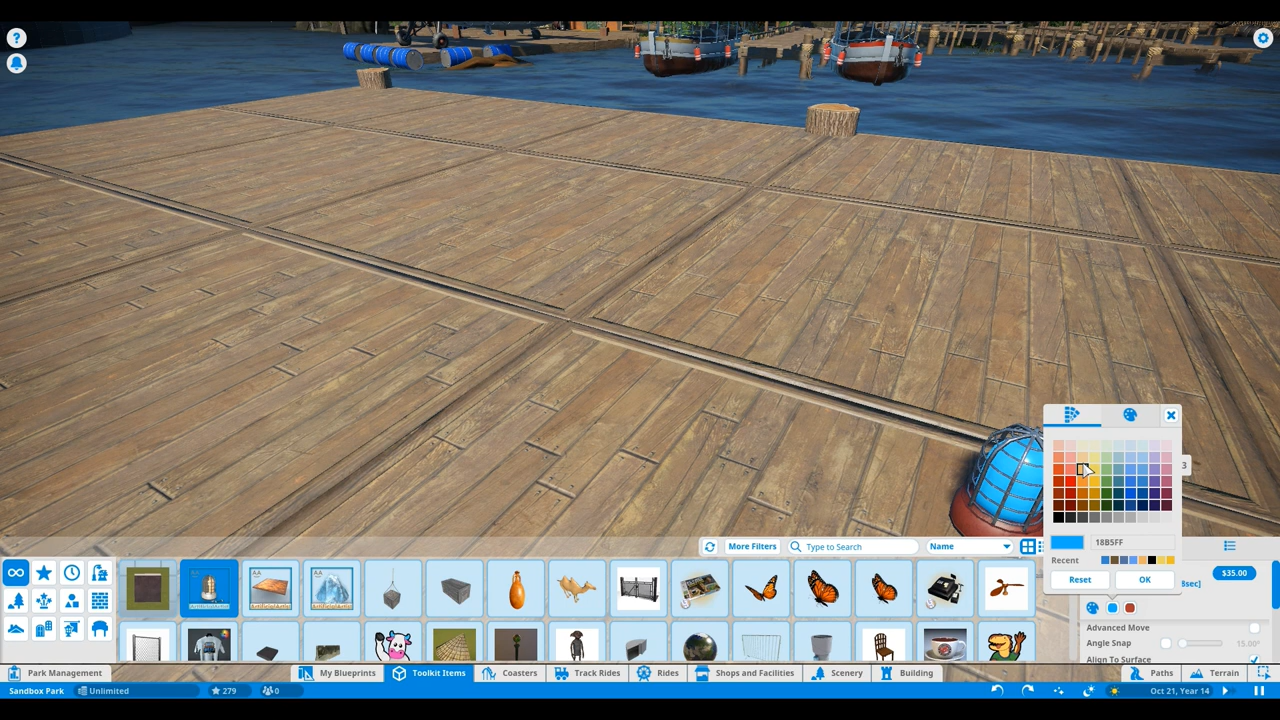 3
More Filters
Type to Search
Name
18B5FF
Recent
Reset
OK
$35.00
8sec]
Advanced Move
Angle Snap
15.00°
Align To Surface
Park Management
My Blueprints
Toolkit Items
Coasters
Track Rides
Rides
Shops and Facilities
Scenery
Building
Paths
Terrain
Sandbox Park
Unlimited
279
0
Oct 21, Year 14